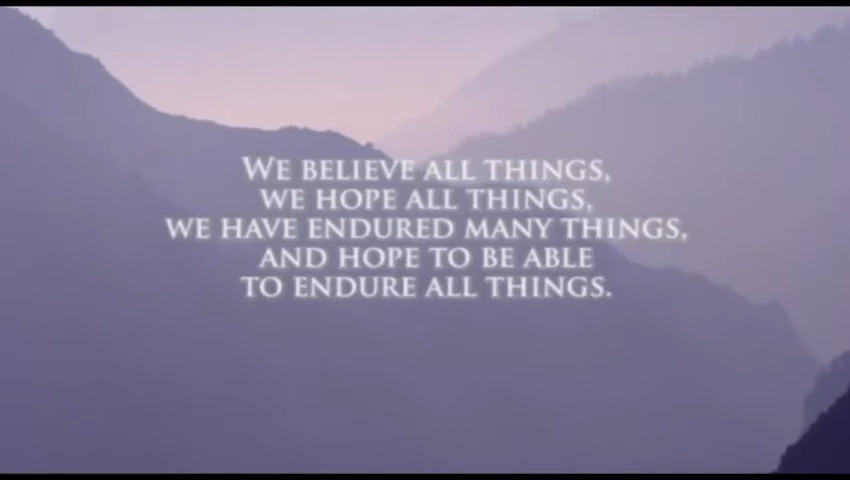 We believe all things,
we hope all things,
we have endured many things,
and hope to be able
to endure all things.